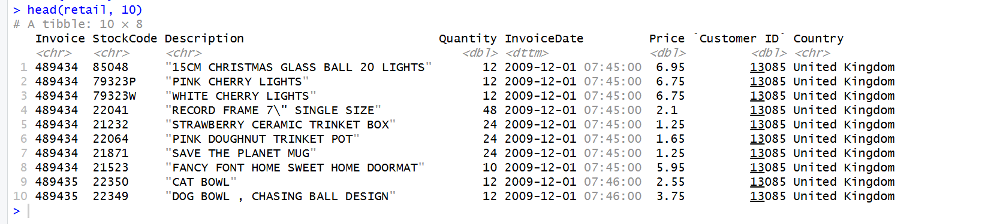 > head(retail, 10)
# A tibble: 10 × 8
   Invoice StockCode Description                          Quantity InvoiceDate         Price `Customer ID` Country
   <chr>   <chr>     <chr>                                   <dbl> <dttm>              <dbl>         <dbl> <chr>
 1 489434  85048     "15CM CHRISTMAS GLASS BALL 20 LIGHTS"       12 2009-12-01 07:45:00  6.95         13085 United Kingdom
 2 489434  79323P    "PINK CHERRY LIGHTS"                        12 2009-12-01 07:45:00  6.75         13085 United Kingdom
 3 489434  79323W    "WHITE CHERRY LIGHTS"                       12 2009-12-01 07:45:00  6.75         13085 United Kingdom
 4 489434  22041     "RECORD FRAME 7\" SINGLE SIZE"              48 2009-12-01 07:45:00  2.1          13085 United Kingdom
 5 489434  21232     "STRAWBERRY CERAMIC TRINKET BOX"            24 2009-12-01 07:45:00  1.25         13085 United Kingdom
 6 489434  22064     "PINK DOUGHNUT TRINKET POT"                 24 2009-12-01 07:45:00  1.65         13085 United Kingdom
 7 489434  21871     "SAVE THE PLANET MUG"                       24 2009-12-01 07:45:00  1.25         13085 United Kingdom
 8 489434  21523     "FANCY FONT HOME SWEET HOME DOORMAT"        10 2009-12-01 07:45:00  5.95         13085 United Kingdom
 9 489435  22350     "CAT BOWL"                                  12 2009-12-01 07:46:00  2.55         13085 United Kingdom
10 489435  22349     "DOG BOWL , CHASING BALL DESIGN"            12 2009-12-01 07:46:00  3.75         13085 United Kingdom
>